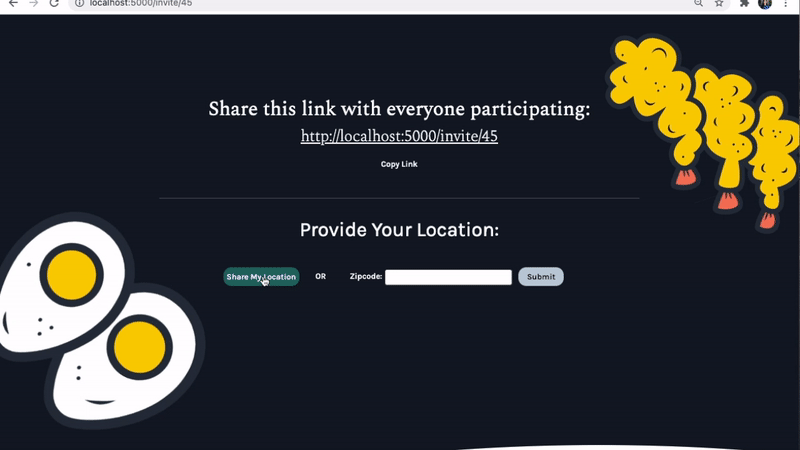 localhost:5000/invite/45
Share this link with everyone participating:
http://localhost:5000/invite/45
Copy Link
Provide Your Location:
Share My Location OR Zipcode: Submit